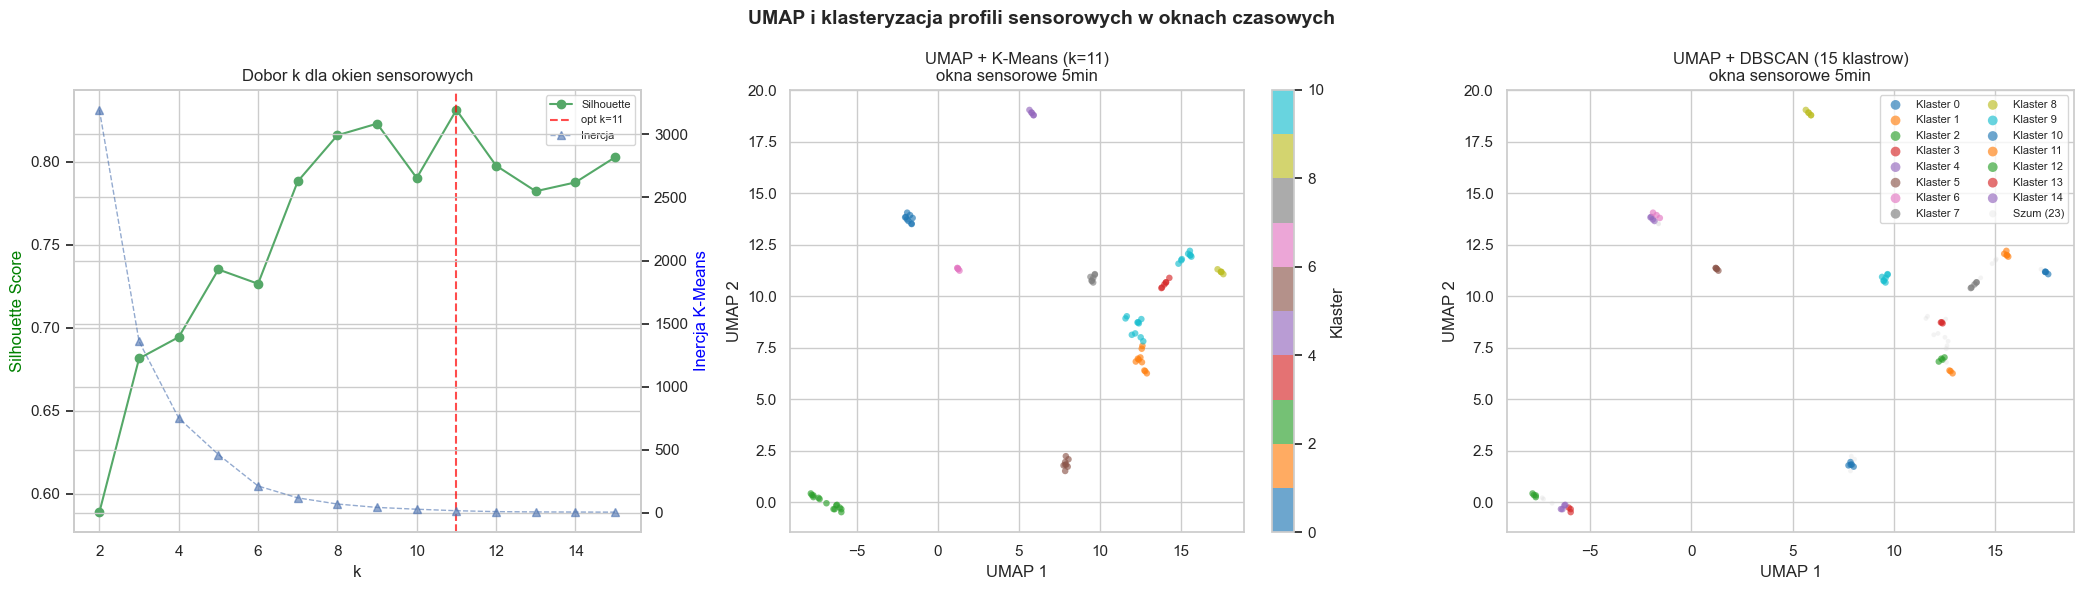 UMAP i klasteryzacja profili sensorowych w oknach czasowych
Dobor k dla okien sensorowych
Silhouette
opt k=11
Inercja
0.80
0.75
0.70
0.65
0.60
3000
2500
2000
1500
1000
500
0
2
4
6
8
10
12
14
k
Silhouette Score
Inercja K-Means
UMAP + K-Means (k=11)
okna sensorowe 5min
20.0
17.5
15.0
12.5
10.0
7.5
5.0
2.5
0.0
−5
0
5
10
15
UMAP 1
UMAP 2
10
8
6
4
2
0
Klaster
UMAP + DBSCAN (15 klastrow)
okna sensorowe 5min
Klaster 0
Klaster 1
Klaster 2
Klaster 3
Klaster 4
Klaster 5
Klaster 6
Klaster 7
Klaster 8
Klaster 9
Klaster 10
Klaster 11
Klaster 12
Klaster 13
Klaster 14
Szum (23)
20.0
17.5
15.0
12.5
10.0
7.5
5.0
2.5
0.0
−5
0
5
10
15
UMAP 1
UMAP 2